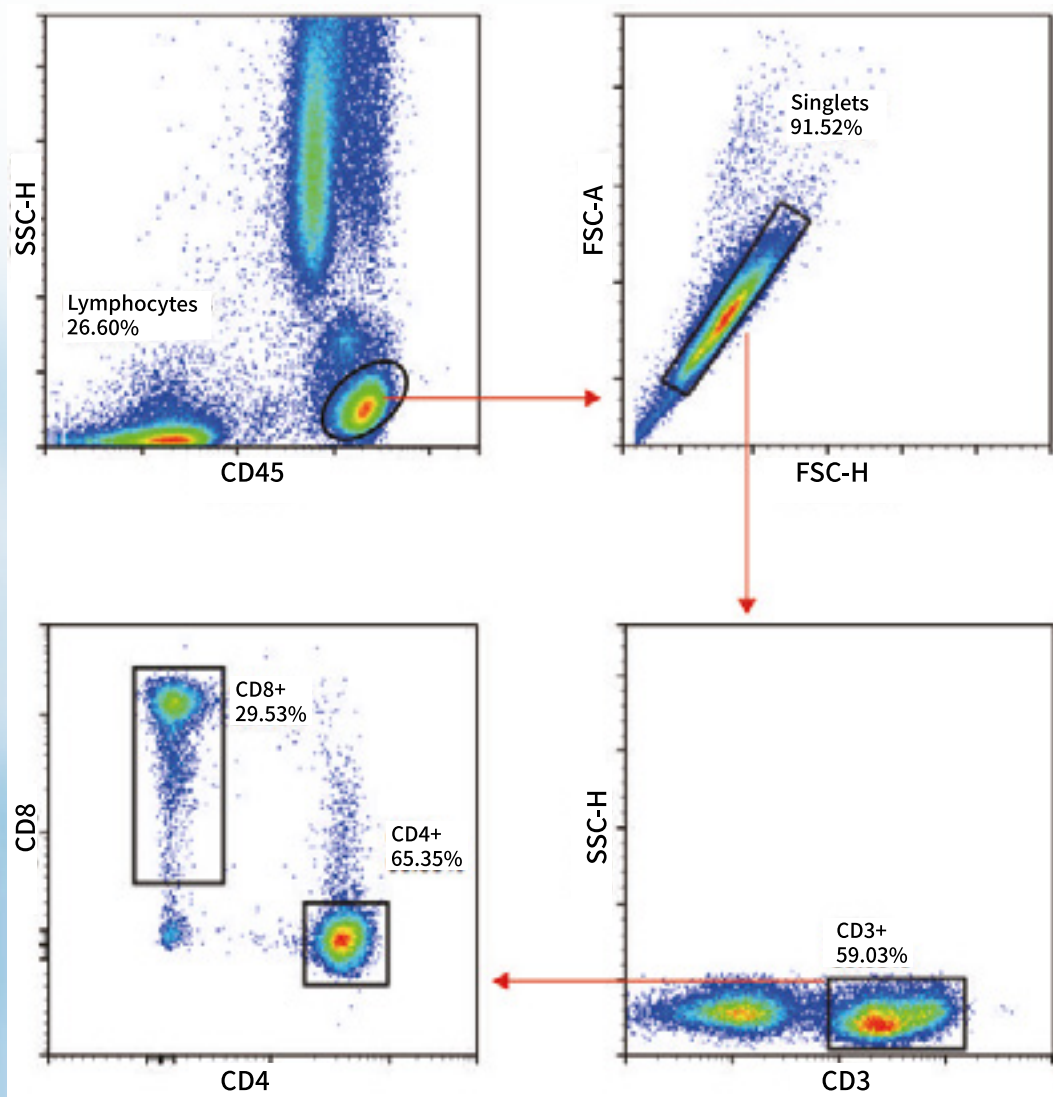 SSC-H
Lymphocytes
26.60%
CD45
FSC-A
Singlets
91.52%
FSC-H
CD8
CD8+
29.53%
CD4+
65.35%
CD4
SSC-H
CD3+
59.03%
CD3